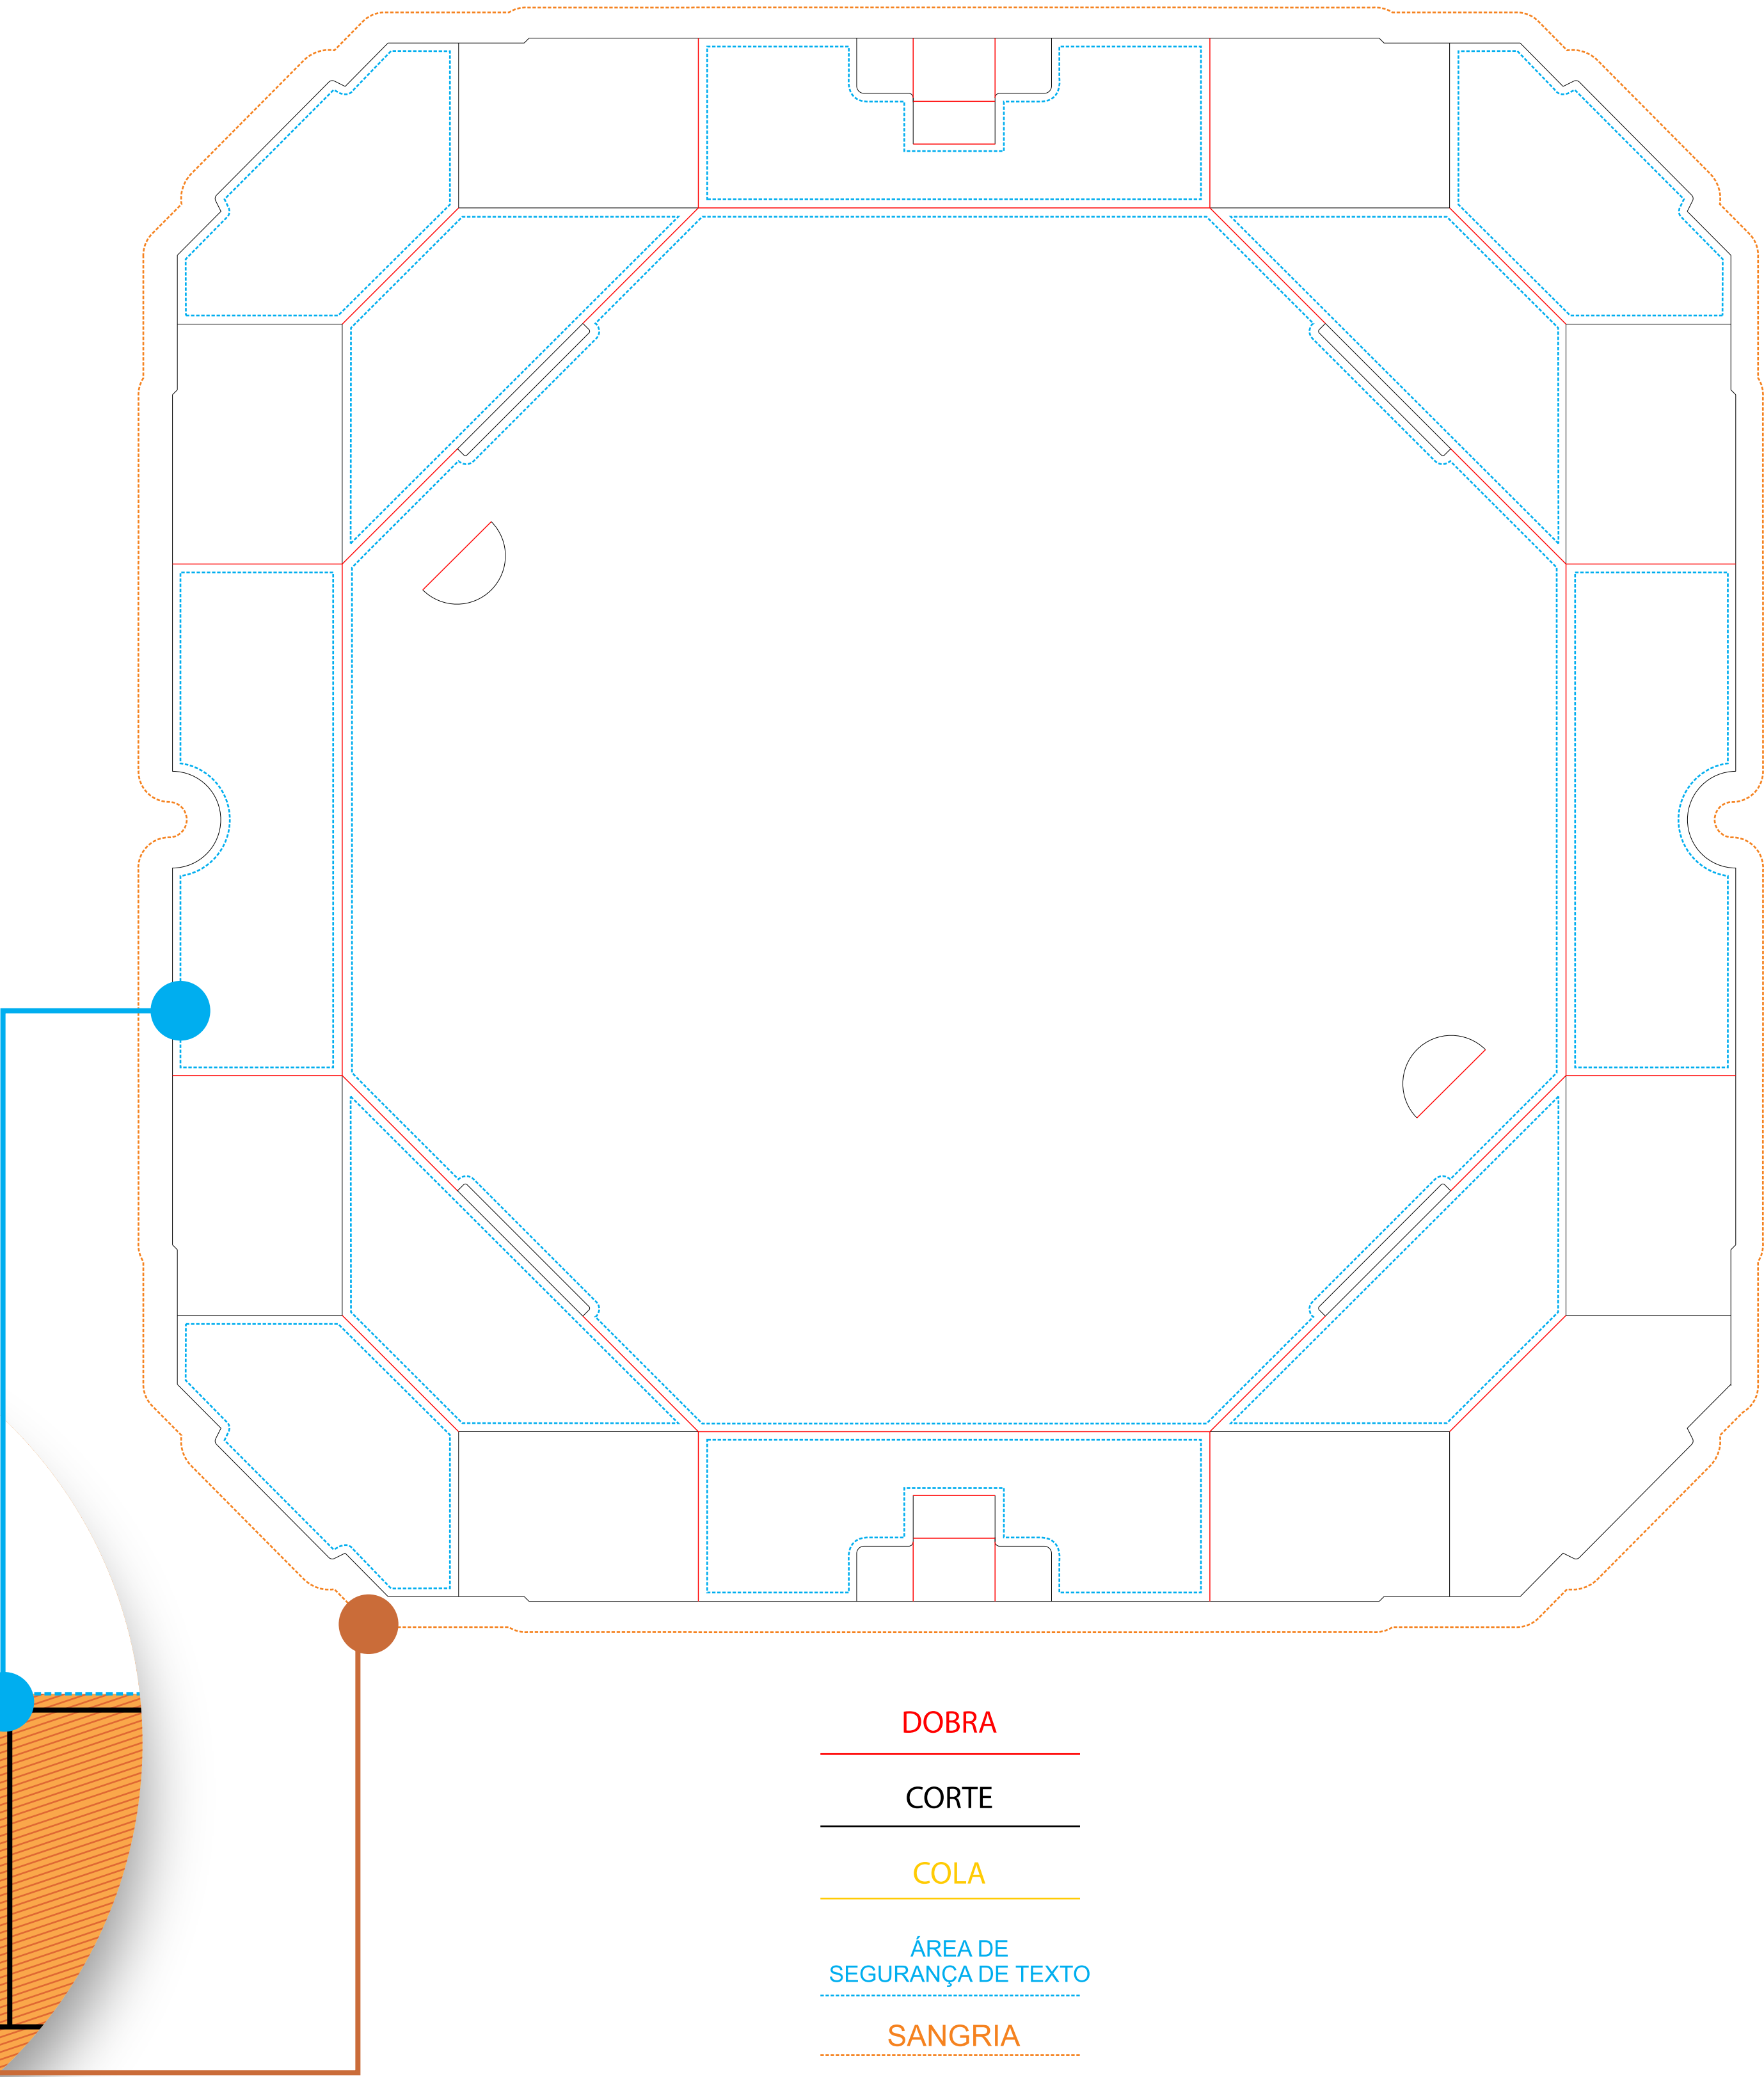 DOBRA
CORTE
COLA
ÁREA DE
SEGURANÇA DE TEXTO
SANGRIA